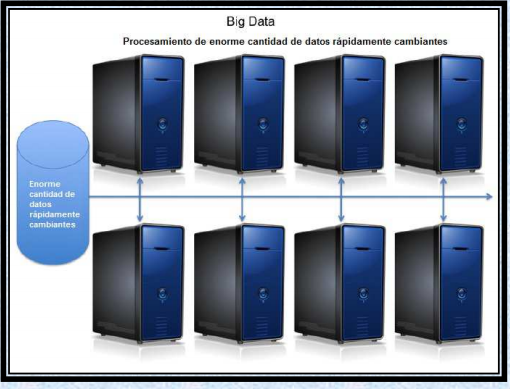 Big Data
Procesamiento de enorme cantidad de datos rápidamente cambiantes
Enorme
cantidad de
datos
rápidamente
cambiantes